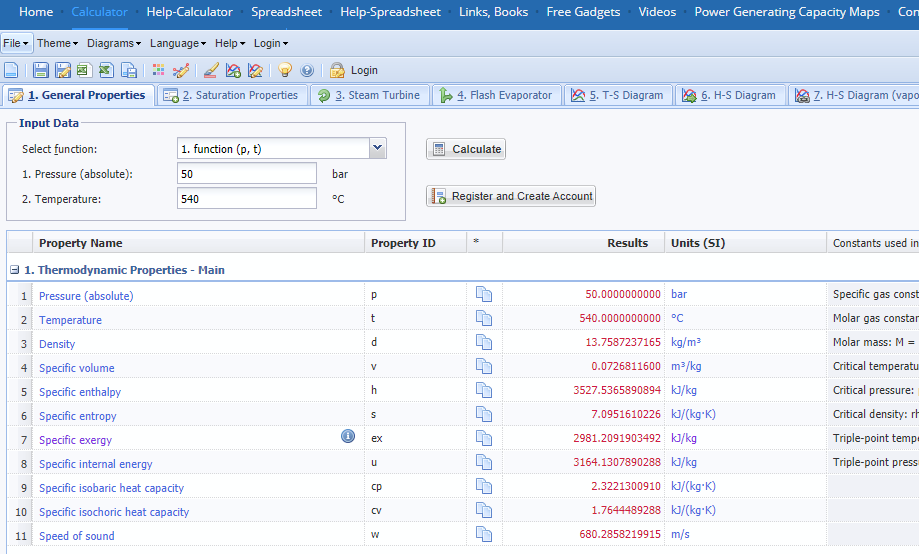 Home Calculator Help-Calculator Spreadsheet Help-Spreadsheet Links, Books Free Gadgets Videos Power Generating Capacity Maps
File Theme Diagrams Language Help Login
Login
1. General Properties 2. Saturation Properties 3. Steam Turbine 4. Flash Evaporator 5. T-S Diagram 6. H-S Diagram 7. H-S Diagram (vapo
Input Data
Select function: 1. function (p, t) Calculate
1. Pressure (absolute): 50 bar
2. Temperature: 540 °C Register and Create Account
Property Name Property ID * Results Units (SI) Constants used in
1. Thermodynamic Properties - Main
1 Pressure (absolute) p 50.0000000000 bar Specific gas const
2 Temperature t 540.0000000000 °C Molar gas constan
3 Density d 13.7587237165 kg/m³ Molar mass: M =
4 Specific volume v 0.0726811600 m³/kg Critical temperatu
5 Specific enthalpy h 3527.5365890894 kJ/kg Critical pressure:
6 Specific entropy s 7.0951610226 kJ/(kg·K) Critical density: rh
7 Specific exergy ex 2981.2091903492 kJ/kg Triple-point tempe
8 Specific internal energy u 3164.1307890288 kJ/kg Triple-point pressu
9 Specific isobaric heat capacity cp 2.3221300910 kJ/(kg·K)
10 Specific isochoric heat capacity cv 1.7644489288 kJ/(kg·K)
11 Speed of sound w 680.2858219915 m/s